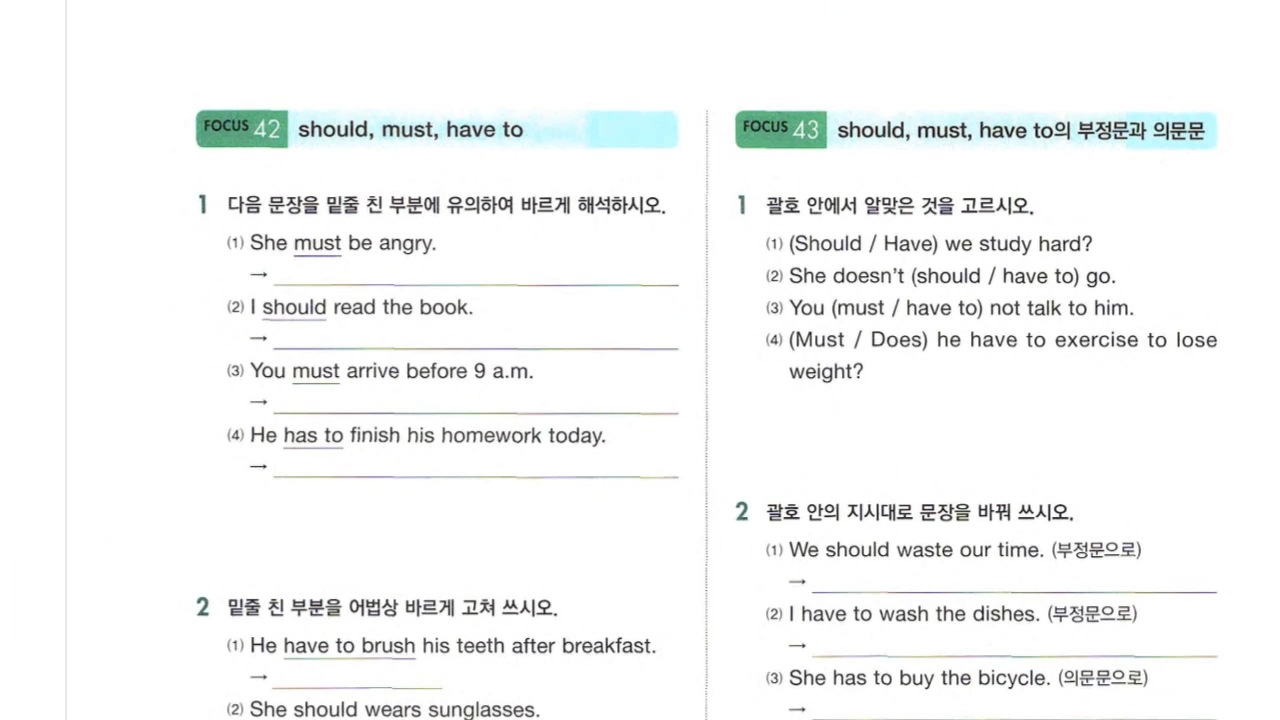 FOCUS 42 should, must, have to
1 다음 문장을 밑줄 친 부분에 유의하여 바르게 해석하시오.
(1) She must be angry.
→
(2) I should read the book.
→
(3) You must arrive before 9 a.m.
→
(4) He has to finish his homework today.
→
2 밑줄 친 부분을 어법상 바르게 고쳐 쓰시오.
(1) He have to brush his teeth after breakfast.
→
(2) She should wears sunglasses.
FOCUS 43 should, must, have to의 부정문과 의문문
1 괄호 안에서 알맞은 것을 고르시오.
(1) (Should / Have) we study hard?
(2) She doesn't (should / have to) go.
(3) You (must / have to) not talk to him.
(4) (Must / Does) he have to exercise to lose
weight?
2 괄호 안의 지시대로 문장을 바꿔 쓰시오.
(1) We should waste our time. (부정문으로)
→
(2) I have to wash the dishes. (부정문으로)
→
(3) She has to buy the bicycle. (의문문으로)
→